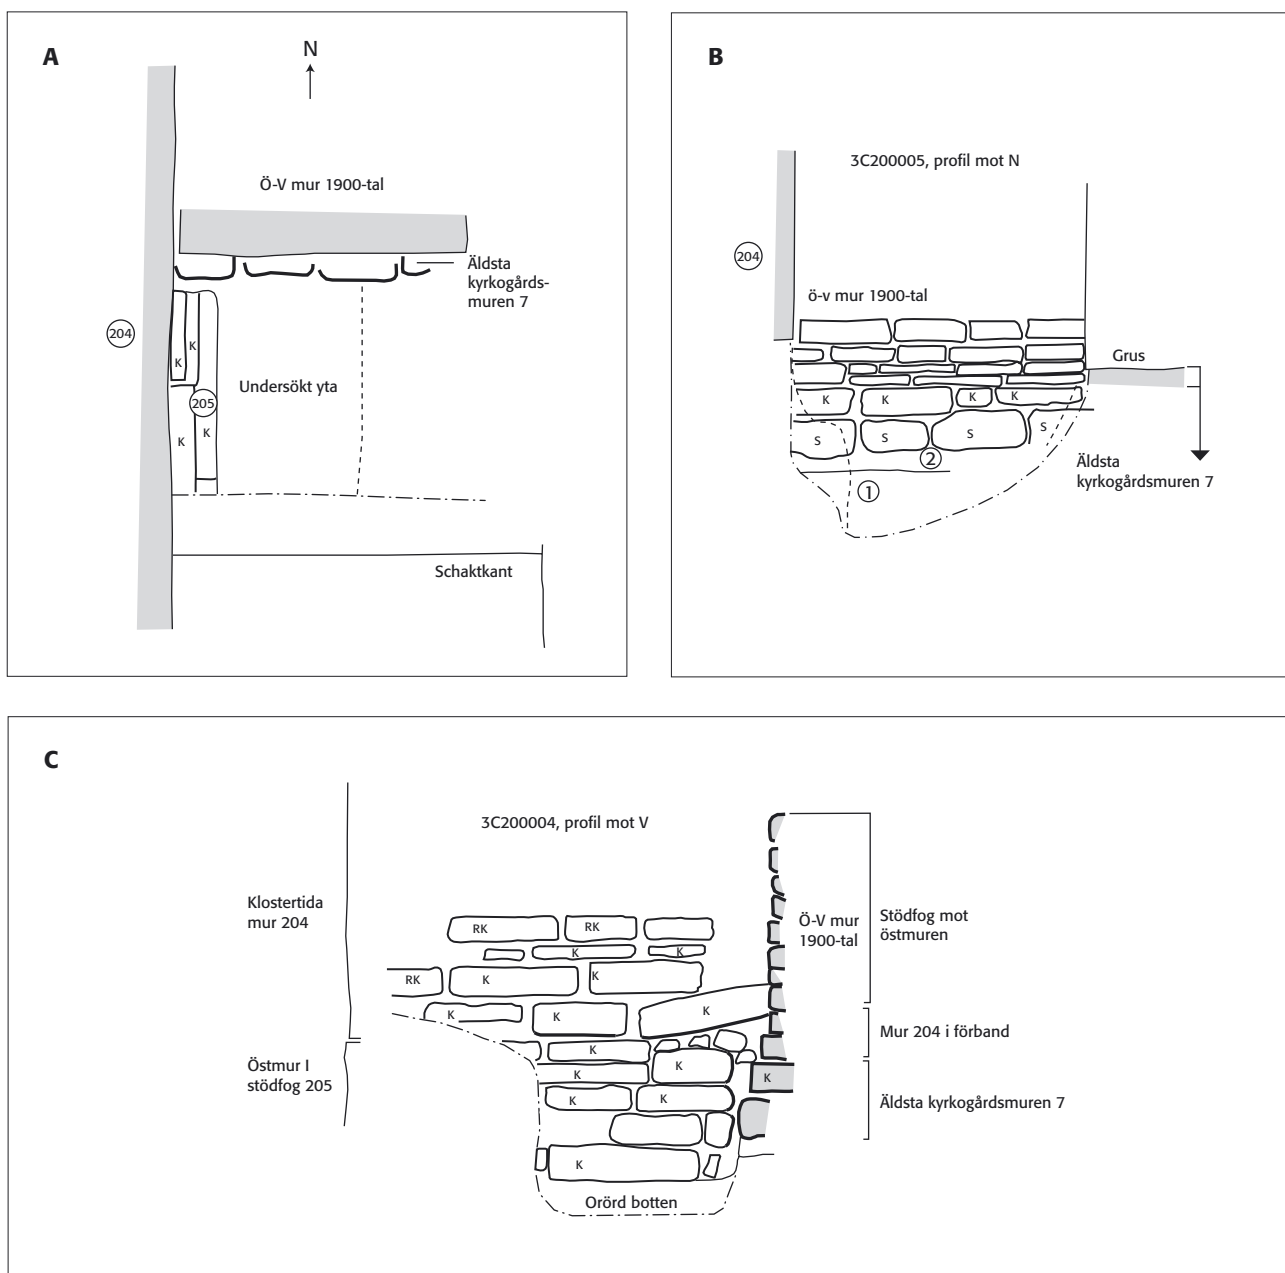 A
N
Ö-V mur 1900-tal
Äldsta
kyrkogårds-
muren 7
204
K
K
Undersökt yta
205
K
K
Schaktkant
B
3C200005, profil mot N
204
ö-v mur 1900-tal
Grus
K K K K
S S S S
2
Äldsta
kyrkogårdsmuren 7
1
C
3C200004, profil mot V
Klostertida
mur 204
Ö-V mur
1900-tal
Stödfog mot
östmuren
RK RK
K K
RK K K
K K K
Mur 204 i förband
Östmur I
stödfog 205
K
K K K
K K
Äldsta kyrkogårdsmuren 7
K
Orörd botten